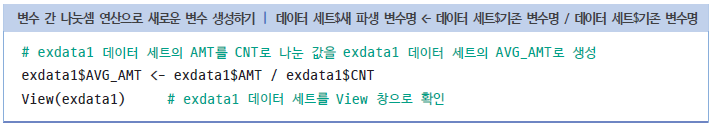 변수 간 나눗셈 연산으로 새로운 변수 생성하기 | 데이터 세트$새 파생 변수명 <- 데이터 세트$기존 변수명 / 데이터 세트$기존 변수명
# exdata1 데이터 세트의 AMT를 CNT로 나눈 값을 exdata1 데이터 세트의 AVG_AMT로 생성
exdata1$AVG_AMT <- exdata1$AMT / exdata1$CNT
View(exdata1) # exdata1 데이터 세트를 View 창으로 확인